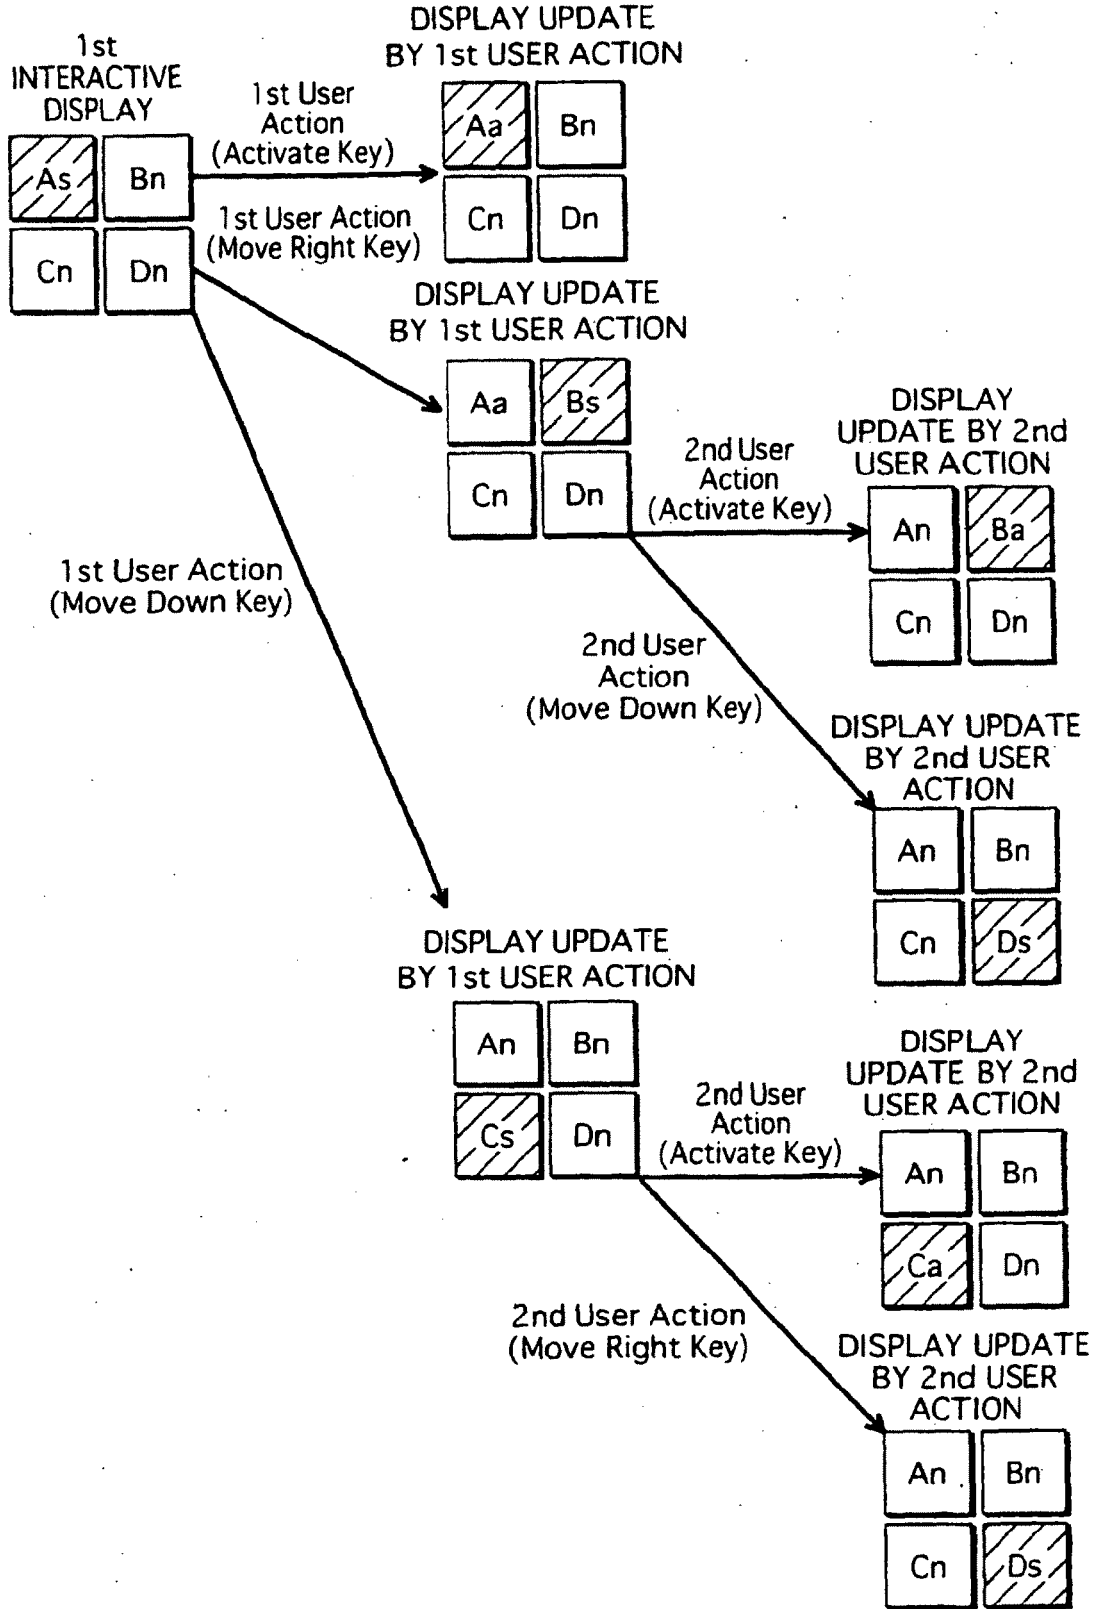 1st
INTERACTIVE
DISPLAY
As Bn
Cn Dn
1st User
Action
(Activate Key)
DISPLAY UPDATE
BY 1st USER ACTION
Aa Bn
Cn Dn
1st User Action
(Move Right Key)
DISPLAY UPDATE
BY 1st USER ACTION
Aa Bs
Cn Dn
2nd User
Action
(Activate Key)
DISPLAY
UPDATE BY 2nd
USER ACTION
An Ba
Cn Dn
1st User Action
(Move Down Key)
2nd User
Action
(Move Down Key)
DISPLAY UPDATE
BY 2nd USER
ACTION
An Bn
Cn Ds
DISPLAY UPDATE
BY 1st USER ACTION
An Bn
Cs Dn
2nd User
Action
(Activate Key)
DISPLAY
UPDATE BY 2nd
USER ACTION
An Bn
Ca Dn
2nd User Action
(Move Right Key)
DISPLAY UPDATE
BY 2nd USER
ACTION
An Bn
Cn Ds